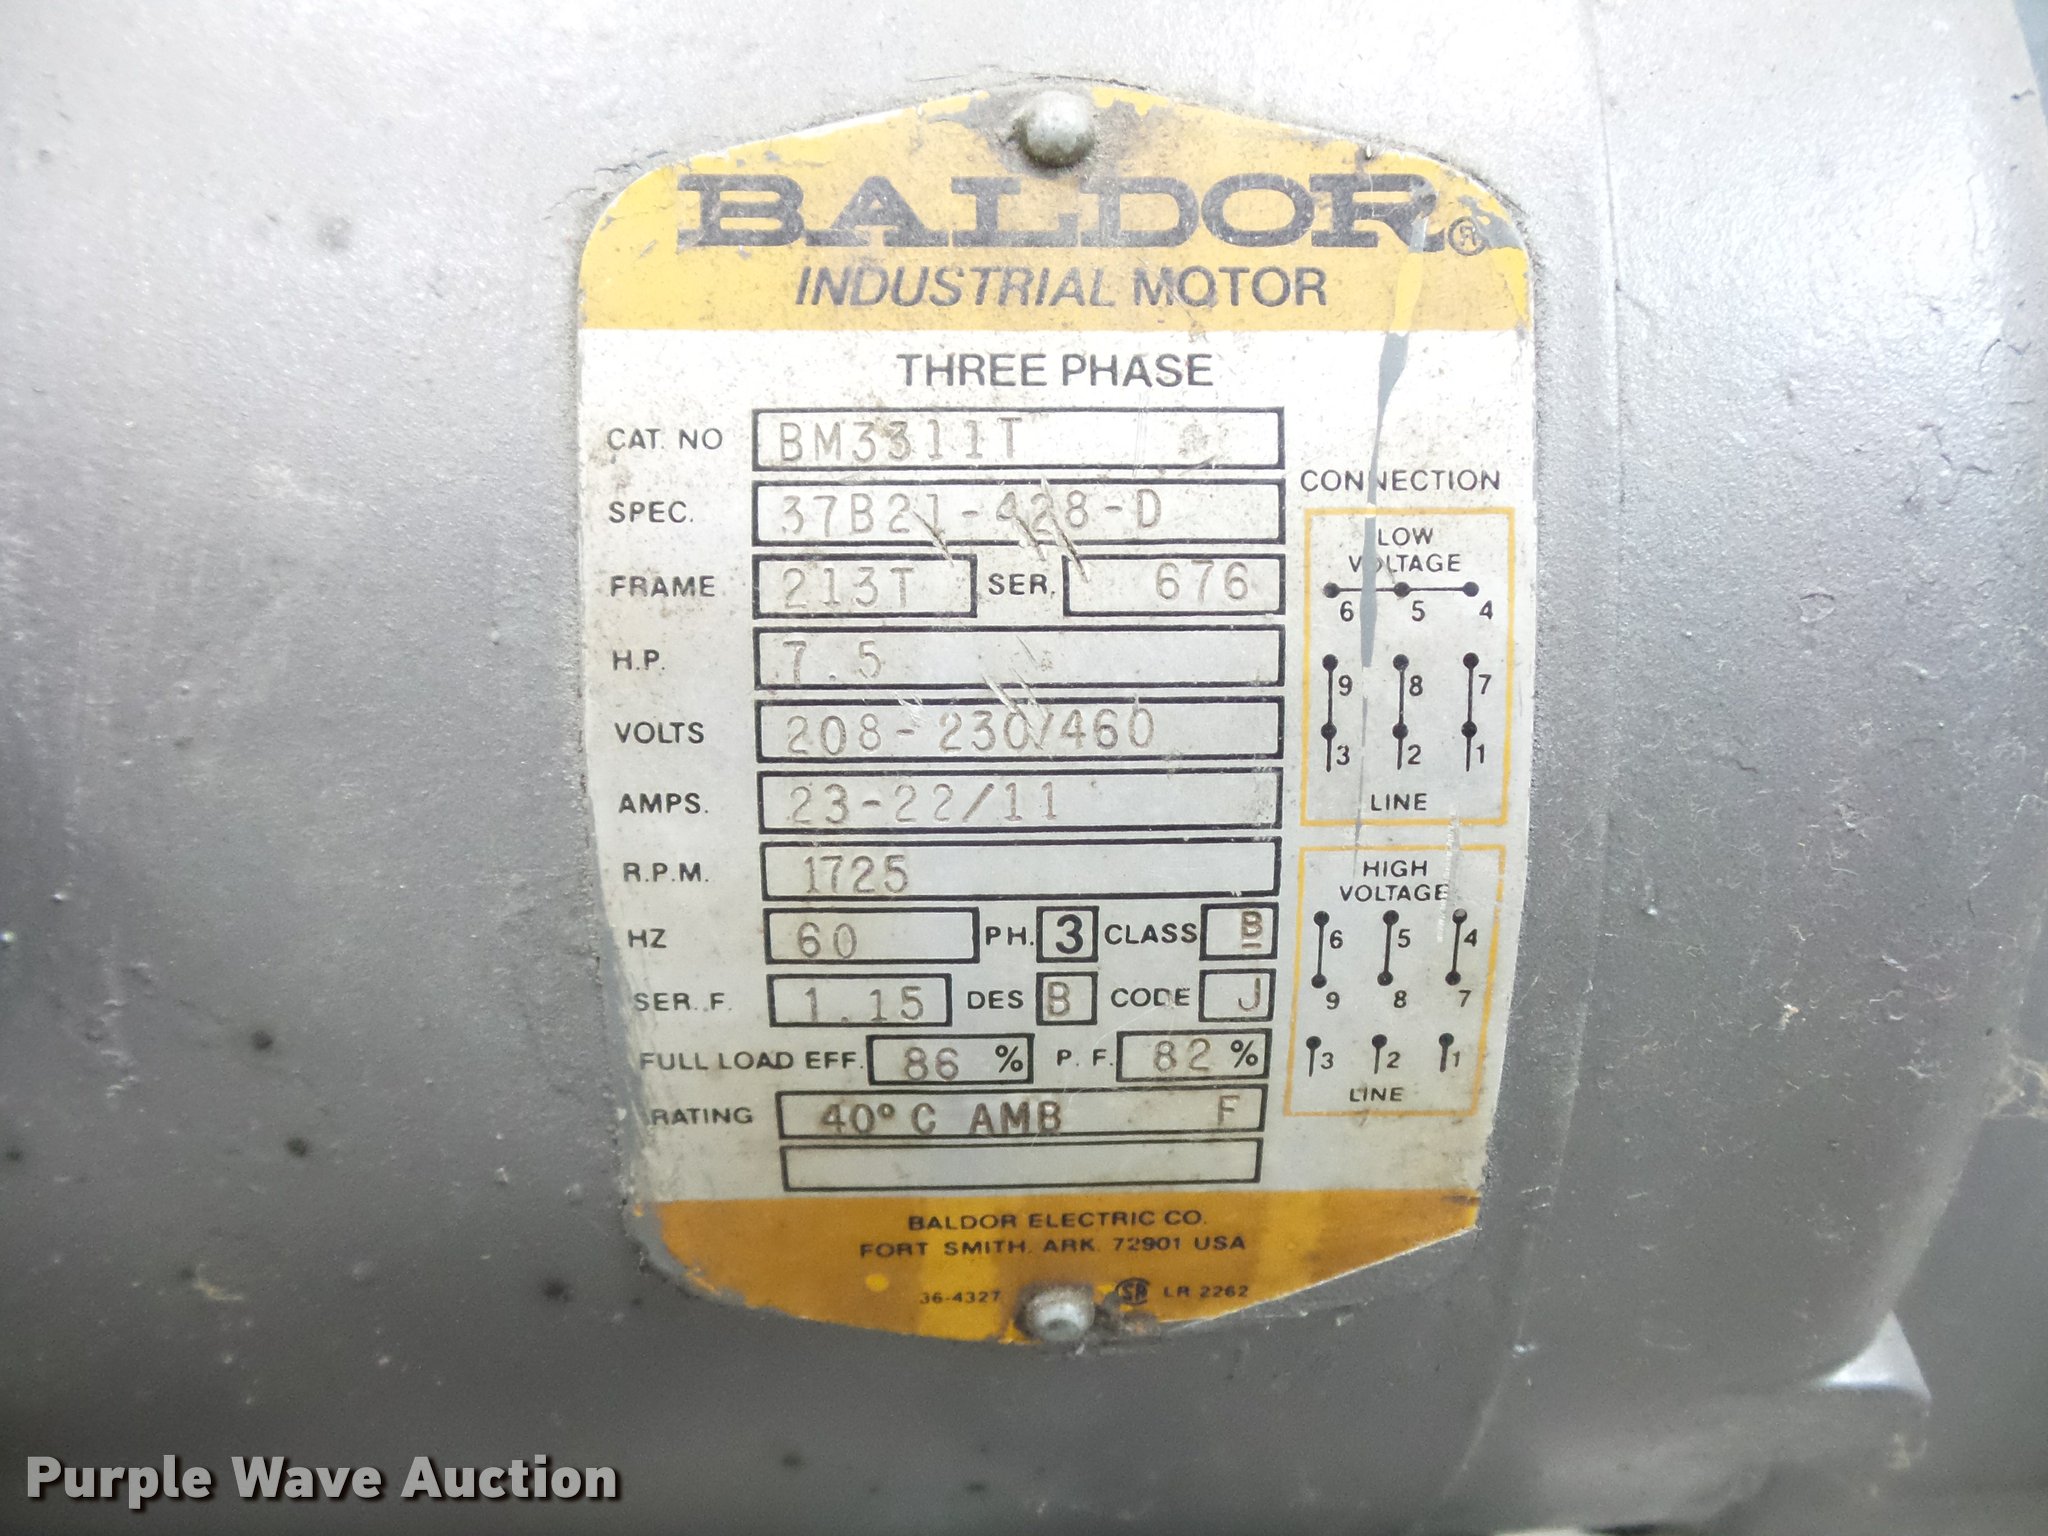 BALDOR®
INDUSTRIAL MOTOR
THREE PHASE
CAT. NO BM3311T
SPEC. 37B21-428-D
FRAME 213T SER. 676
H.P. 7.5
VOLTS 208-230/460
AMPS. 23-22/11
R.P.M. 1725
HZ 60 PH. 3 CLASS B
SER. F. 1.15 DES B CODE J
FULL LOAD EFF. 86 % P. F. 82 %
RATING 40° C AMB F
CONNECTION
LOW
VOLTAGE
6 5 4
9 8 7
3 2 1
LINE
HIGH
VOLTAGE
6 5 4
9 8 7
3 2 1
LINE
BALDOR ELECTRIC CO.
FORT SMITH, ARK. 72901 USA
36-4327 SA LR 2262
Purple Wave Auction